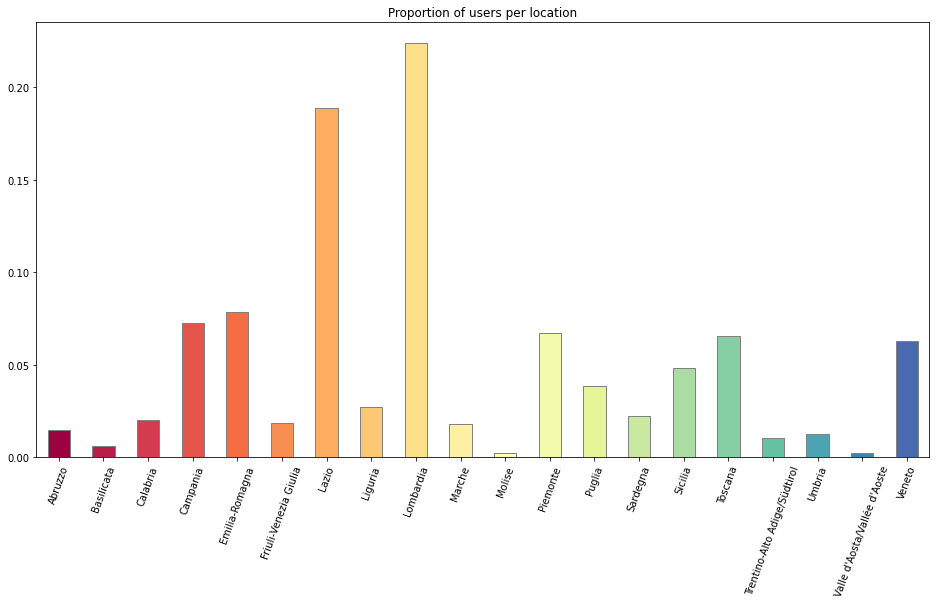 Proportion of users per location
0.20
0.15
0.10
0.05
0.00
Abruzzo
Basilicata
Calabria
Campania
Emilia-Romagna
Friuli-Venezia Giulia
Lazio
Liguria
Lombardia
Marche
Molise
Piemonte
Puglia
Sardegna
Sicilia
Toscana
Trentino-Alto Adige/Südtirol
Umbria
Valle d'Aosta/Vallée d'Aoste
Veneto